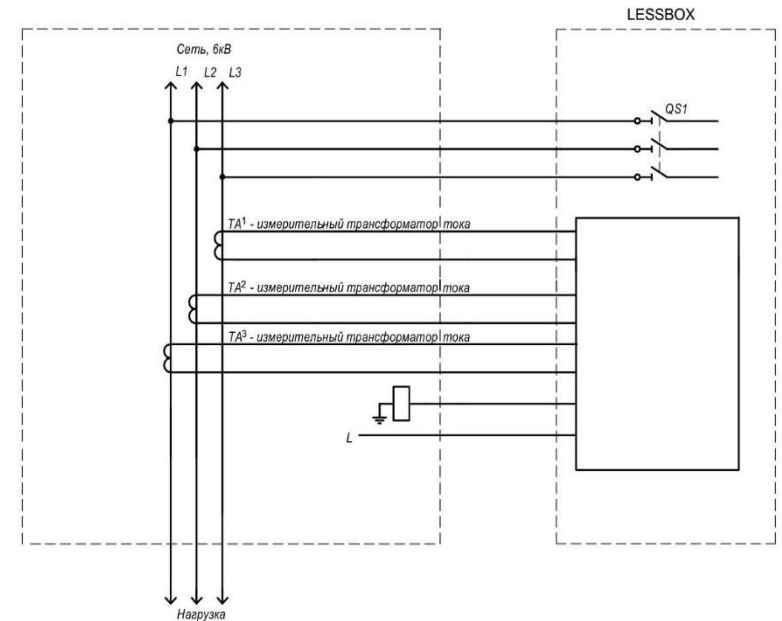 LESSBOX
Сеть, 6кВ
L1 L2 L3
QS1
TA1 - измерительный трансформатор тока
TA2 - измерительный трансформатор тока
TA3 - измерительный трансформатор тока
L
Нагрузка